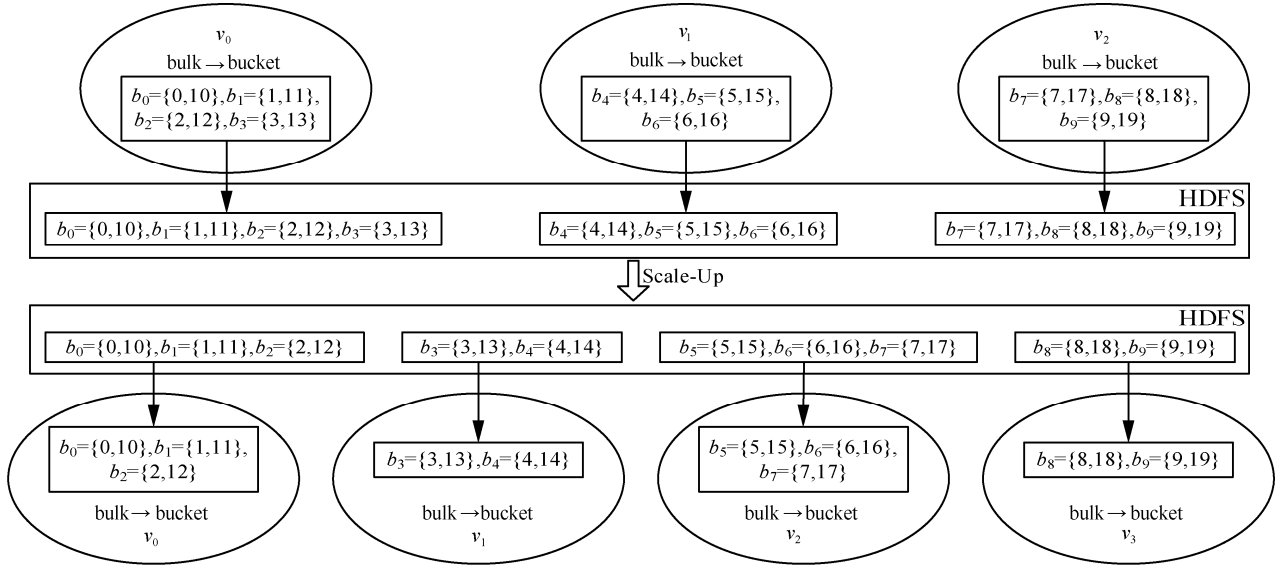 v₀
bulk→bucket
b₀={0,10},b₁={1,11},
b₂={2,12},b₃={3,13}
v₁
bulk→bucket
b₄={4,14},b₅={5,15},
b₆={6,16}
v₂
bulk→bucket
b₇={7,17},b₈={8,18},
b₉={9,19}
HDFS
b₀={0,10},b₁={1,11},b₂={2,12},b₃={3,13}
b₄={4,14},b₅={5,15},b₆={6,16}
b₇={7,17},b₈={8,18},b₉={9,19}
Scale-Up
HDFS
b₀={0,10},b₁={1,11},b₂={2,12}
b₃={3,13},b₄={4,14}
b₅={5,15},b₆={6,16},b₇={7,17}
b₈={8,18},b₉={9,19}
b₀={0,10},b₁={1,11},
b₂={2,12}
bulk→bucket
v₀
b₃={3,13},b₄={4,14}
bulk→bucket
v₁
b₅={5,15},b₆={6,16},
b₇={7,17}
bulk→bucket
v₂
b₈={8,18},b₉={9,19}
bulk→bucket
v₃